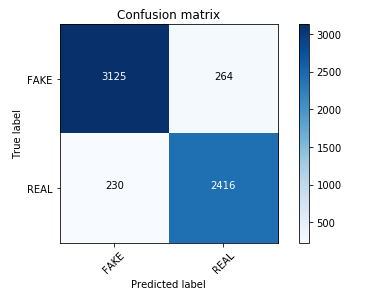 Confusion matrix
3000
FAKE
3125
264
2500
2000
True label
1500
REAL
230
2416
1000
500
FAKE
REAL
Predicted label